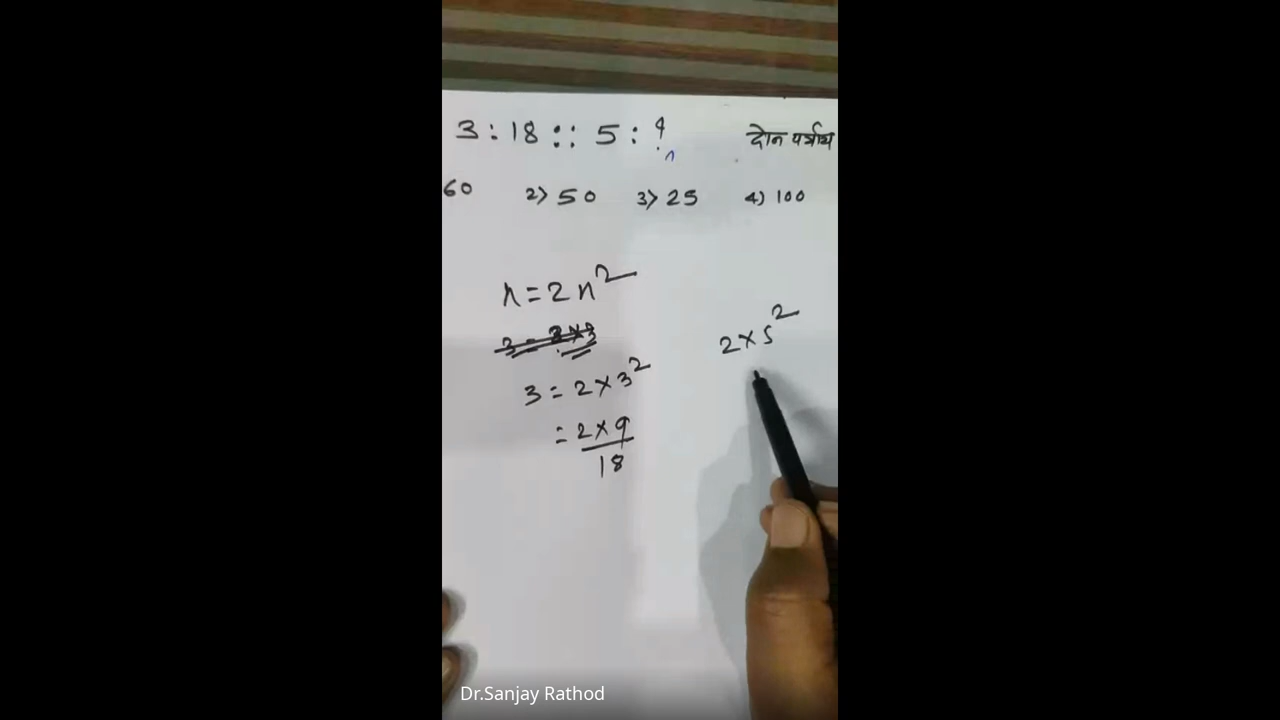 3 : 18 :: 5 : ? दोन पर्याय
60 2) 50 3) 25 4) 100
n = 2n²
3 = 2×3² 2×5²
= 2×9
18
Dr.Sanjay Rathod